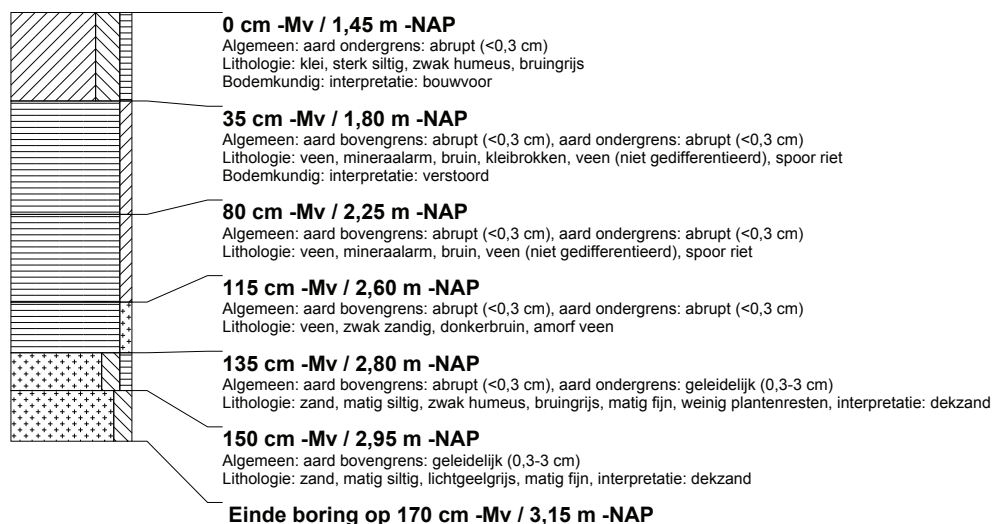 0 cm -Mv / 1,45 m -NAP
Algemeen: aard ondergrens: abrupt (<0,3 cm)
Lithologie: klei, sterk siltig, zwak humeus, bruingrijs
Bodemkundig: interpretatie: bouwvoor
35 cm -Mv / 1,80 m -NAP
Algemeen: aard bovengrens: abrupt (<0,3 cm), aard ondergrens: abrupt (<0,3 cm)
Lithologie: veen, mineraalarm, bruin, kleibrokken, veen (niet gedifferentieerd), spoor riet
Bodemkundig: interpretatie: verstoord
80 cm -Mv / 2,25 m -NAP
Algemeen: aard bovengrens: abrupt (<0,3 cm), aard ondergrens: abrupt (<0,3 cm)
Lithologie: veen, mineraalarm, bruin, veen (niet gedifferentieerd), spoor riet
115 cm -Mv / 2,60 m -NAP
Algemeen: aard bovengrens: abrupt (<0,3 cm), aard ondergrens: abrupt (<0,3 cm)
Lithologie: veen, zwak zandig, donkerbruin, amorf veen
135 cm -Mv / 2,80 m -NAP
Algemeen: aard bovengrens: abrupt (<0,3 cm), aard ondergrens: geleidelijk (0,3-3 cm)
Lithologie: zand, matig siltig, zwak humeus, bruingrijs, matig fijn, weinig plantenresten, interpretatie: dekzand
150 cm -Mv / 2,95 m -NAP
Algemeen: aard bovengrens: geleidelijk (0,3-3 cm)
Lithologie: zand, matig siltig, lichtgeelgrijs, matig fijn, interpretatie: dekzand
Einde boring op 170 cm -Mv / 3,15 m -NAP